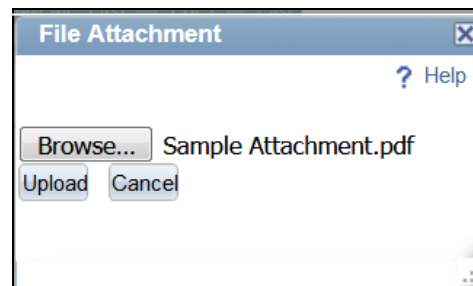 File Attachment
? Help
Browse... Sample Attachment.pdf
Upload Cancel